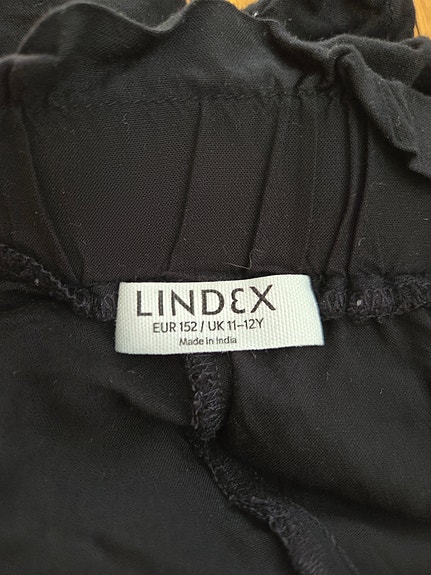 LINDEX
EUR 152 / UK 11-12Y
Made in India